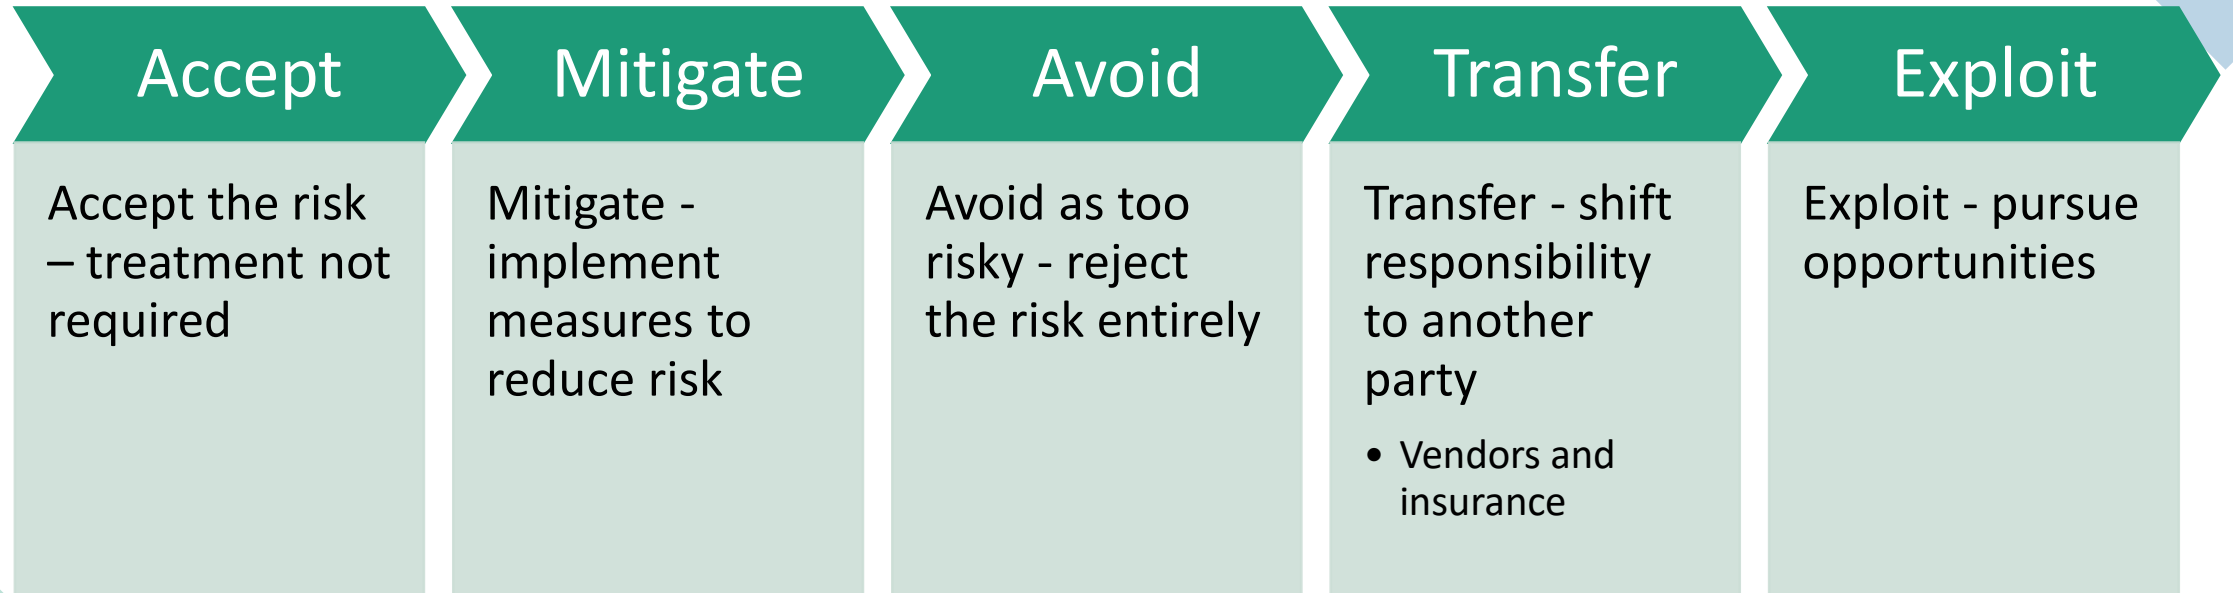 Accept
Accept the risk
– treatment not
required
Mitigate
Mitigate -
implement
measures to
reduce risk
Avoid
Avoid as too
risky - reject
the risk entirely
Transfer
Transfer - shift
responsibility
to another
party
• Vendors and
insurance
Exploit
Exploit - pursue
opportunities